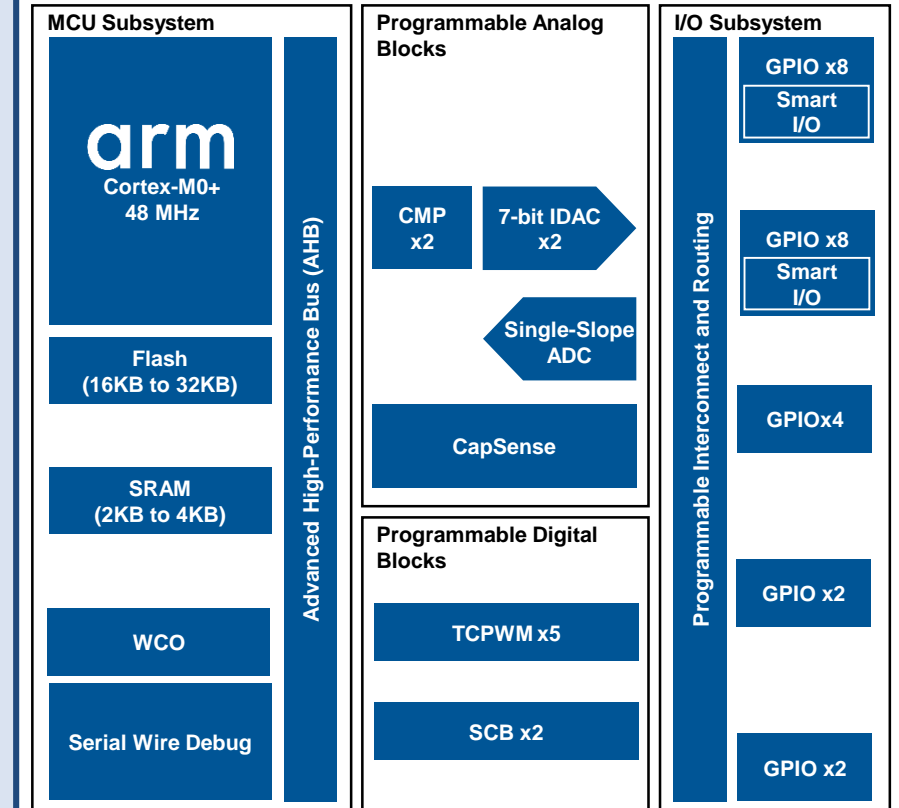 MCU Subsystem
arm
Cortex-M0+
48 MHz
Flash
(16KB to 32KB)
SRAM
(2KB to 4KB)
WCO
Serial Wire Debug
Advanced High-Performance Bus (AHB)
Programmable Analog
Blocks
CMP
x2
7-bit IDAC
x2
Single-Slope
ADC
CapSense
Programmable Digital
Blocks
TCPWM x5
SCB x2
I/O Subsystem
Programmable Interconnect and Routing
GPIO x8
Smart
I/O
GPIO x8
Smart
I/O
GPIOx4
GPIO x2
GPIO x2